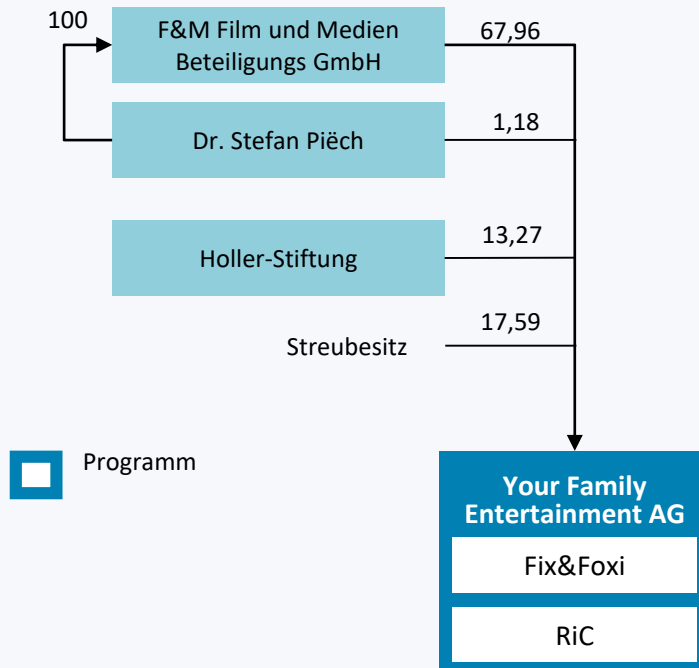 100
F&M Film und Medien
Beteiligungs GmbH
67,96
Dr. Stefan Piëch
1,18
Holler-Stiftung
13,27
Streubesitz
17,59
Programm
Your Family
Entertainment AG
Fix&Foxi
RiC